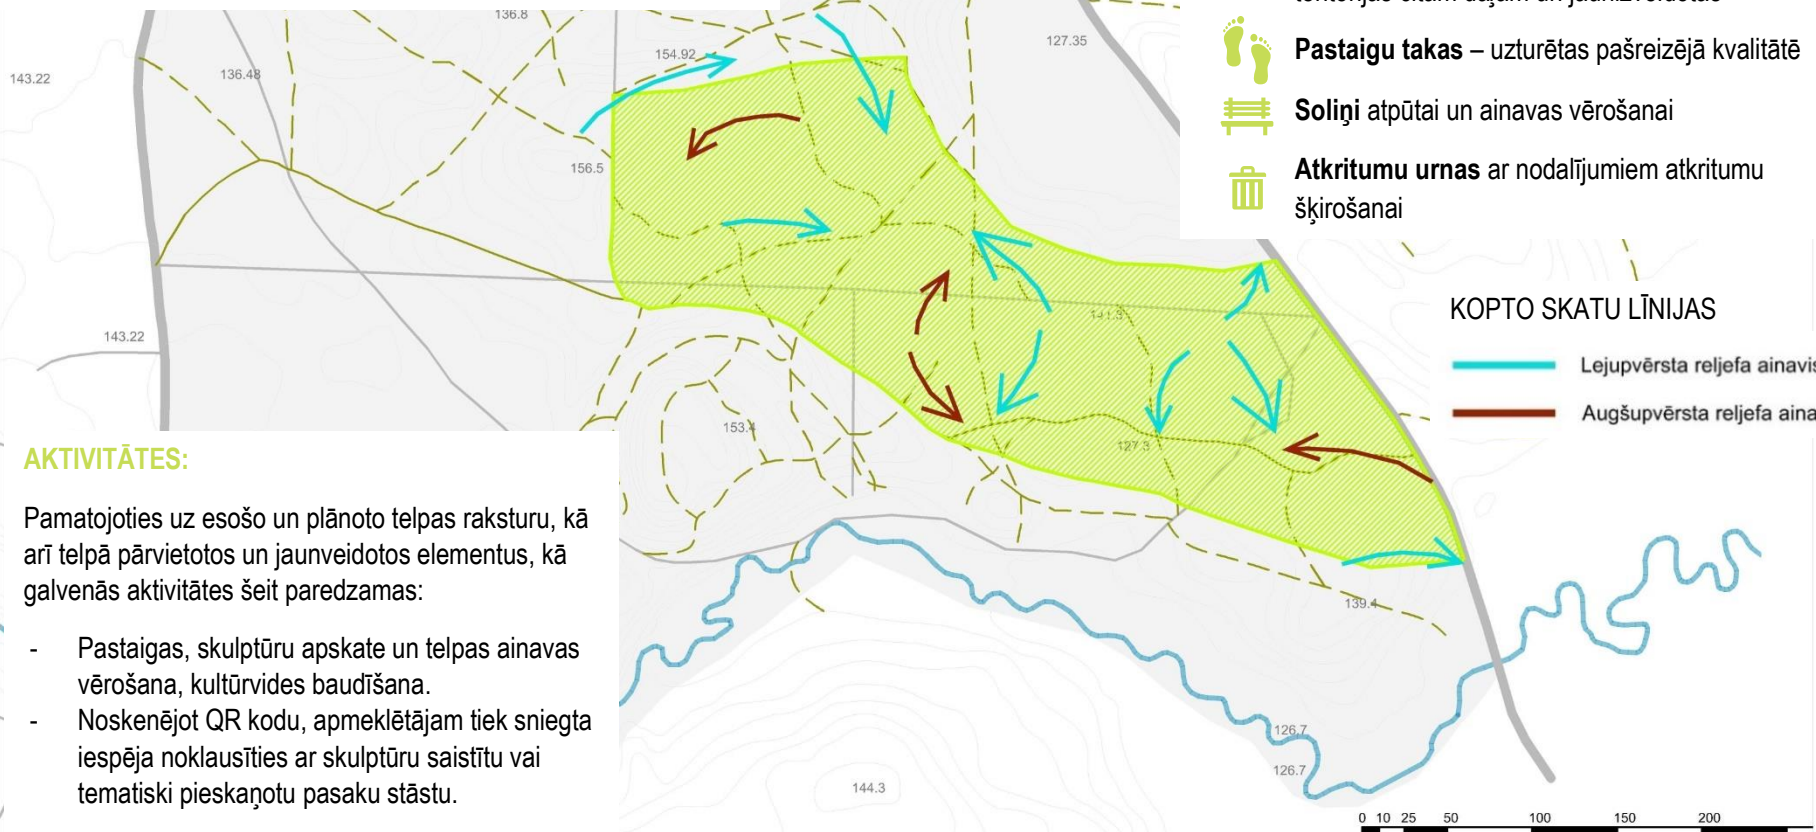 Pastaigu takas – uzturētas pašreizējā kvalitātē
Soliņi atpūtai un ainavas vērošanai
Atkritumu urnas ar nodalījumiem atkritumu
šķirošanai
136.8
154.92
127.35
143.22
136.48
156.5
143.22
153.4
127.3
139.4
126.7
126.7
144.3
KOPTO SKATU LĪNIJAS
Lejupvērsta reljefa
Augšupvērsta reljefa
AKTIVITĀTES:
Pamatojoties uz esošo un plānoto telpas raksturu, kā
arī telpā pārvietotos un jaunveidotos elementus, kā
galvenās aktivitātes šeit paredzamas:
- Pastaigas, skulptūru apskate un telpas ainavas
vērošana, kultūrvides baudīšana.
- Noskenējot QR kodu, apmeklētājam tiek sniegta
iespēja noklausīties ar skulptūru saistītu vai
tematiski pieskaņotu pasaku stāstu.
0 10 25 50 100 150 200